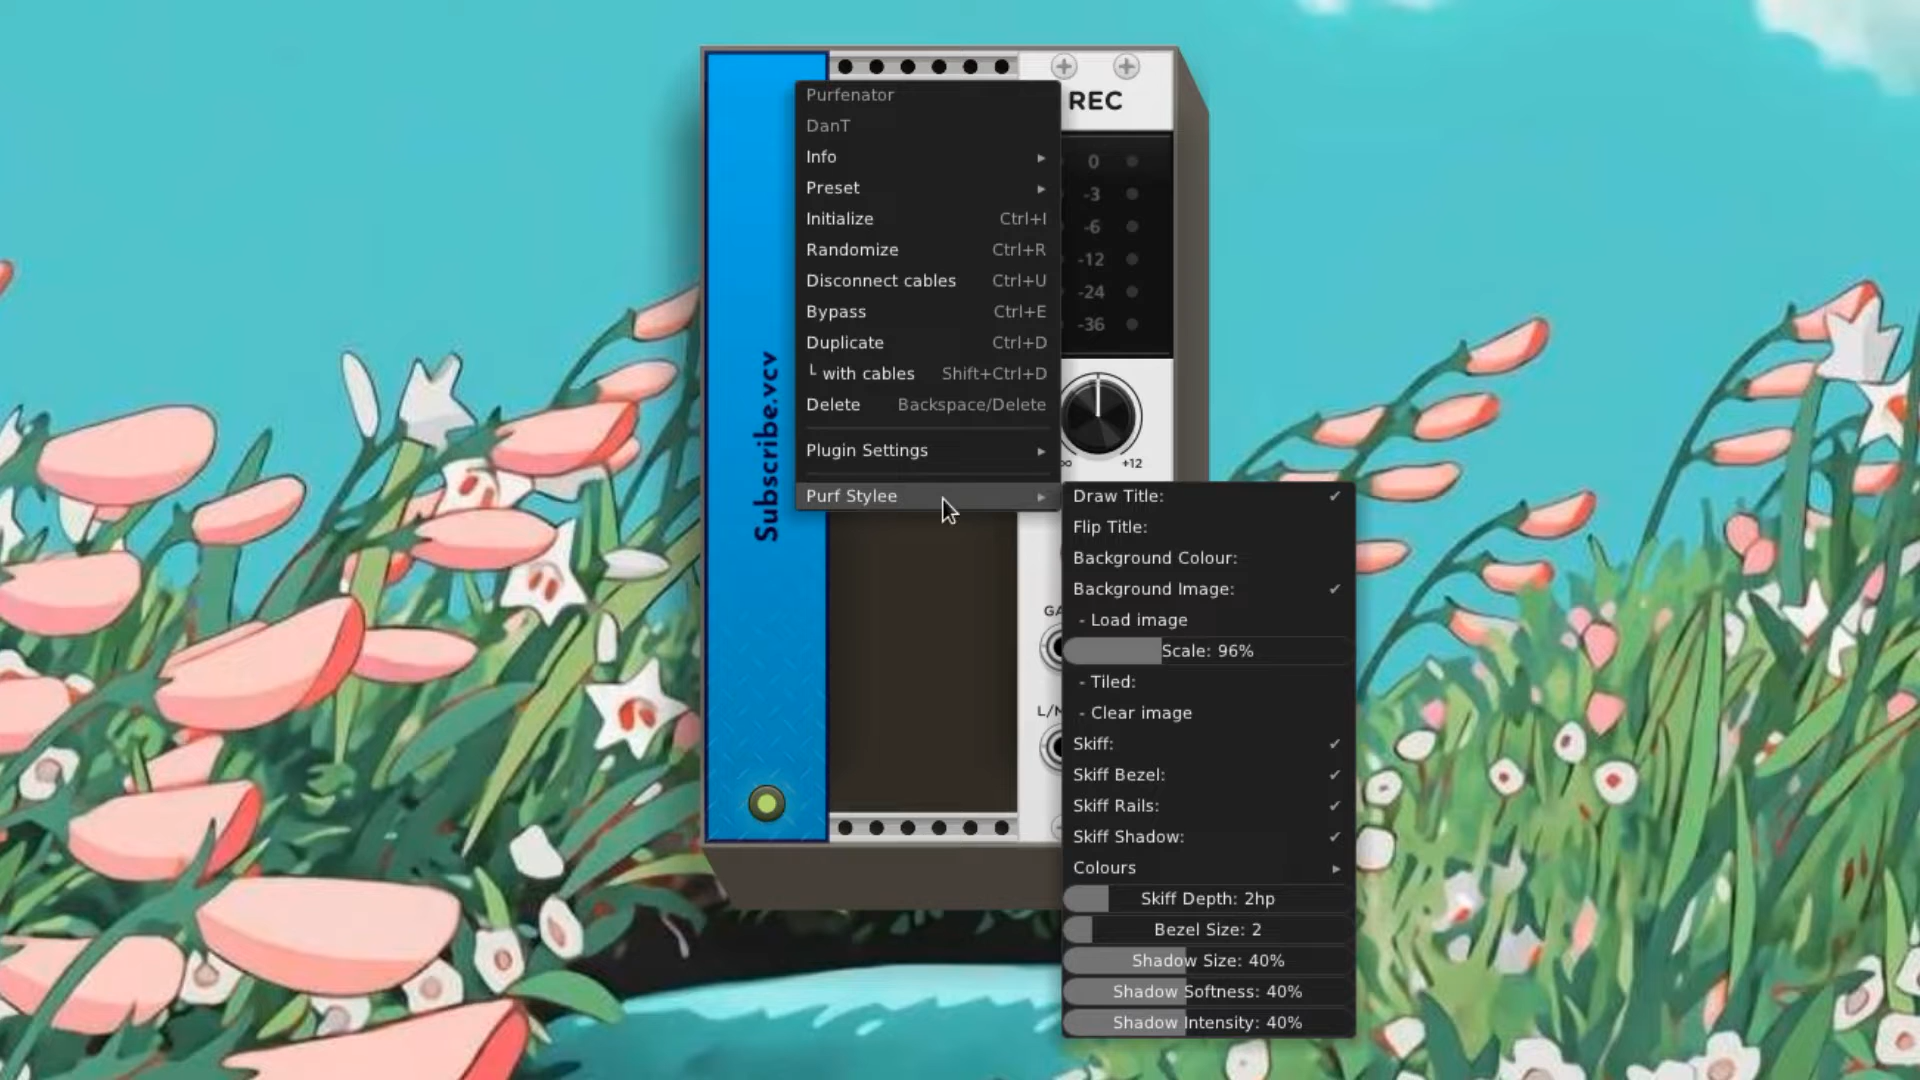 Subscribe.vcv
Purfenator
DanT
Info
Preset
Initialize Ctrl+I
Randomize Ctrl+R
Disconnect cables Ctrl+U
Bypass Ctrl+E
Duplicate Ctrl+D
└ with cables Shift+Ctrl+D
Delete Backspace/Delete
Plugin Settings
Purf Stylee
REC
0
-3
-6
-12
-24
-36
∞ +12
GA
L/M
Draw Title: ✔
Flip Title:
Background Colour:
Background Image: ✔
- Load image
Scale: 96%
- Tiled:
- Clear image
Skiff: ✔
Skiff Bezel: ✔
Skiff Rails: ✔
Skiff Shadow: ✔
Colours
Skiff Depth: 2hp
Bezel Size: 2
Shadow Size: 40%
Shadow Softness: 40%
Shadow Intensity: 40%